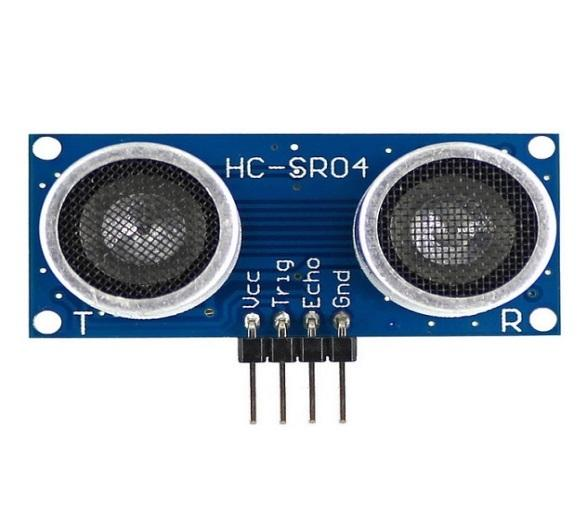 HC-SR04
Vcc
Trig
Echo
Gnd
T
R